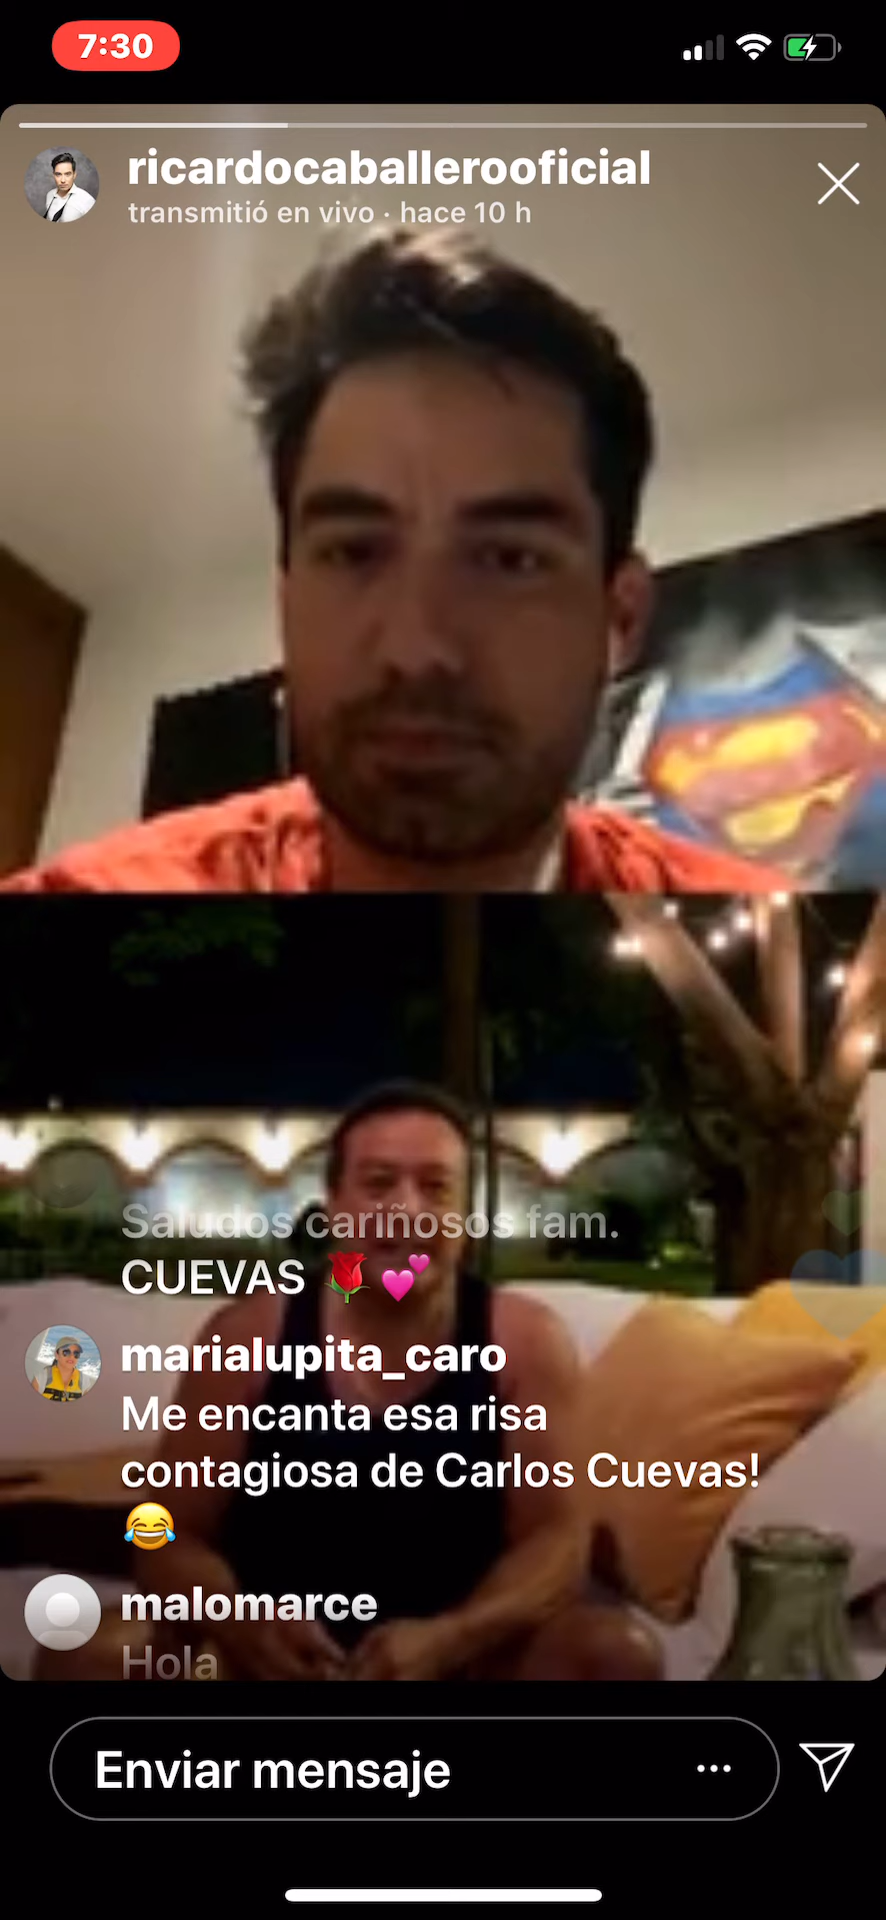 7:30
ricardocaballerooficial
transmitió en vivo · hace 10 h
Saludos cariñosos fam.
CUEVAS 🌹 💕
marialupita_caro
Me encanta esa risa
contagiosa de Carlos Cuevas!
😂
malomarce
Hola
Enviar mensaje